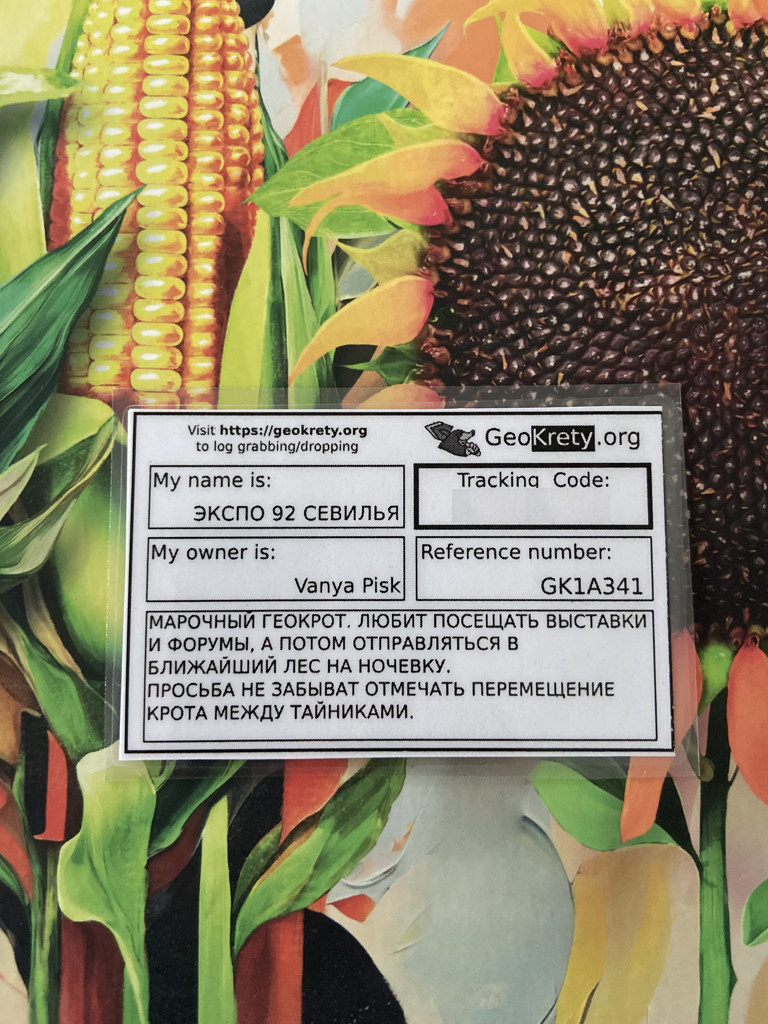 Visit https://geokrety.org
to log grabbing/dropping
GeoKrety.org
My name is:
ЭКСПО 92 СЕВИЛЬЯ
Tracking Code:
My owner is:
Vanya Pisk
Reference number:
GK1A341
МАРОЧНЫЙ ГЕОКРОТ. ЛЮБИТ ПОСЕЩАТЬ ВЫСТАВКИ
И ФОРУМЫ, А ПОТОМ ОТПРАВЛЯТЬСЯ В
БЛИЖАЙШИЙ ЛЕС НА НОЧЕВКУ.
ПРОСЬБА НЕ ЗАБЫВАТ ОТМЕЧАТЬ ПЕРЕМЕЩЕНИЕ
КРОТА МЕЖДУ ТАЙНИКАМИ.